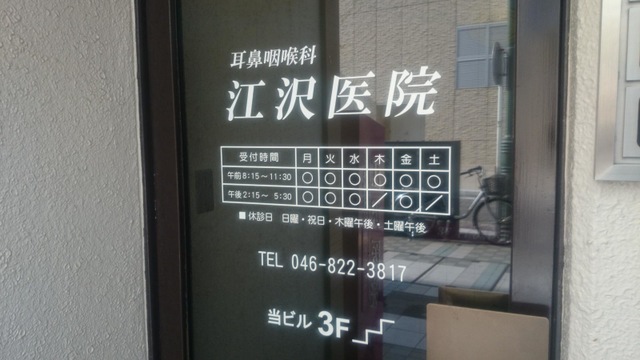 耳鼻咽喉科
江沢医院
受付時間 月 火 水 木 金 土
午前 8:15～11:30 ○ ○ ○ ○ ○ ○
午後 2:15～ 5:30 ○ ○ ○ ／ ○ ／
■休診日 日曜・祝日・木曜午後・土曜午後
TEL 046-822-3817
当ビル 3F